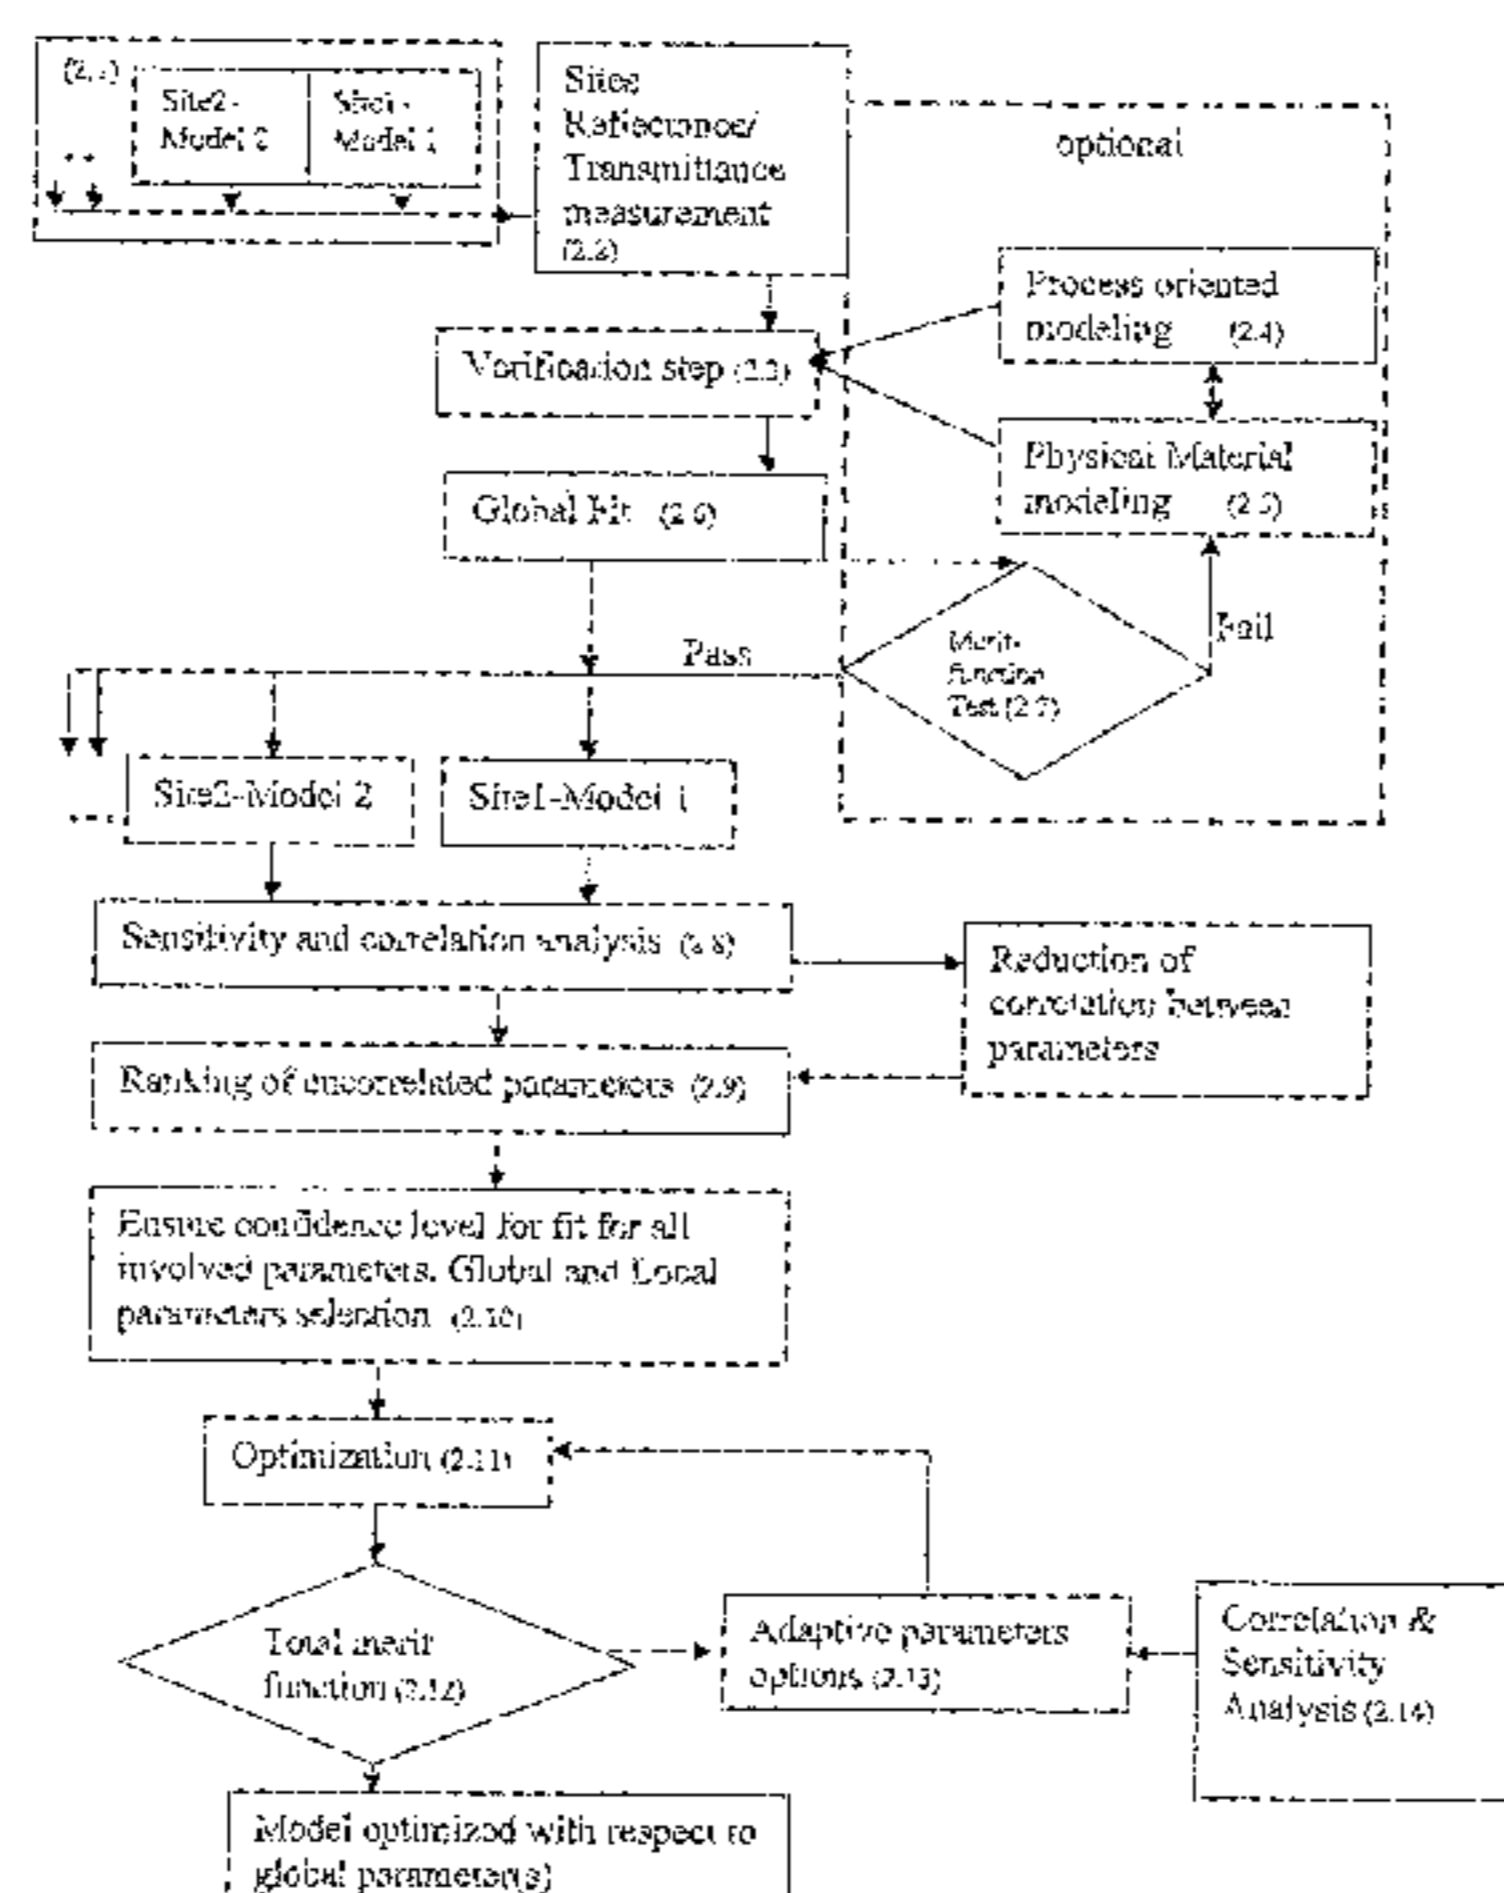 Site2-
Model 2
Site1-
Model 1
Sites
Reflectance/
Transmittance
measurement
(2.2)
optional
Process oriented
modeling (2.4)
Verification step (2.3)
Physical Material
modeling (2.5)
Global Fit (2.6)
Merit-
function
Test (2.7)
Fail
Pass
Site2-Model 2
Site1-Model 1
Sensitivity and correlation analysis (2.8)
Reduction of
correlation between
parameters
Ranking of uncorrelated parameters (2.9)
Ensure confidence level for fit for all
involved parameters. Global and Local
parameters selection (2.10)
Optimization (2.11)
Total merit
function (2.12)
Adaptive parameters
options (2.13)
Correlation &
Sensitivity
Analysis (2.14)
Model optimized with respect to
global parameter(s)